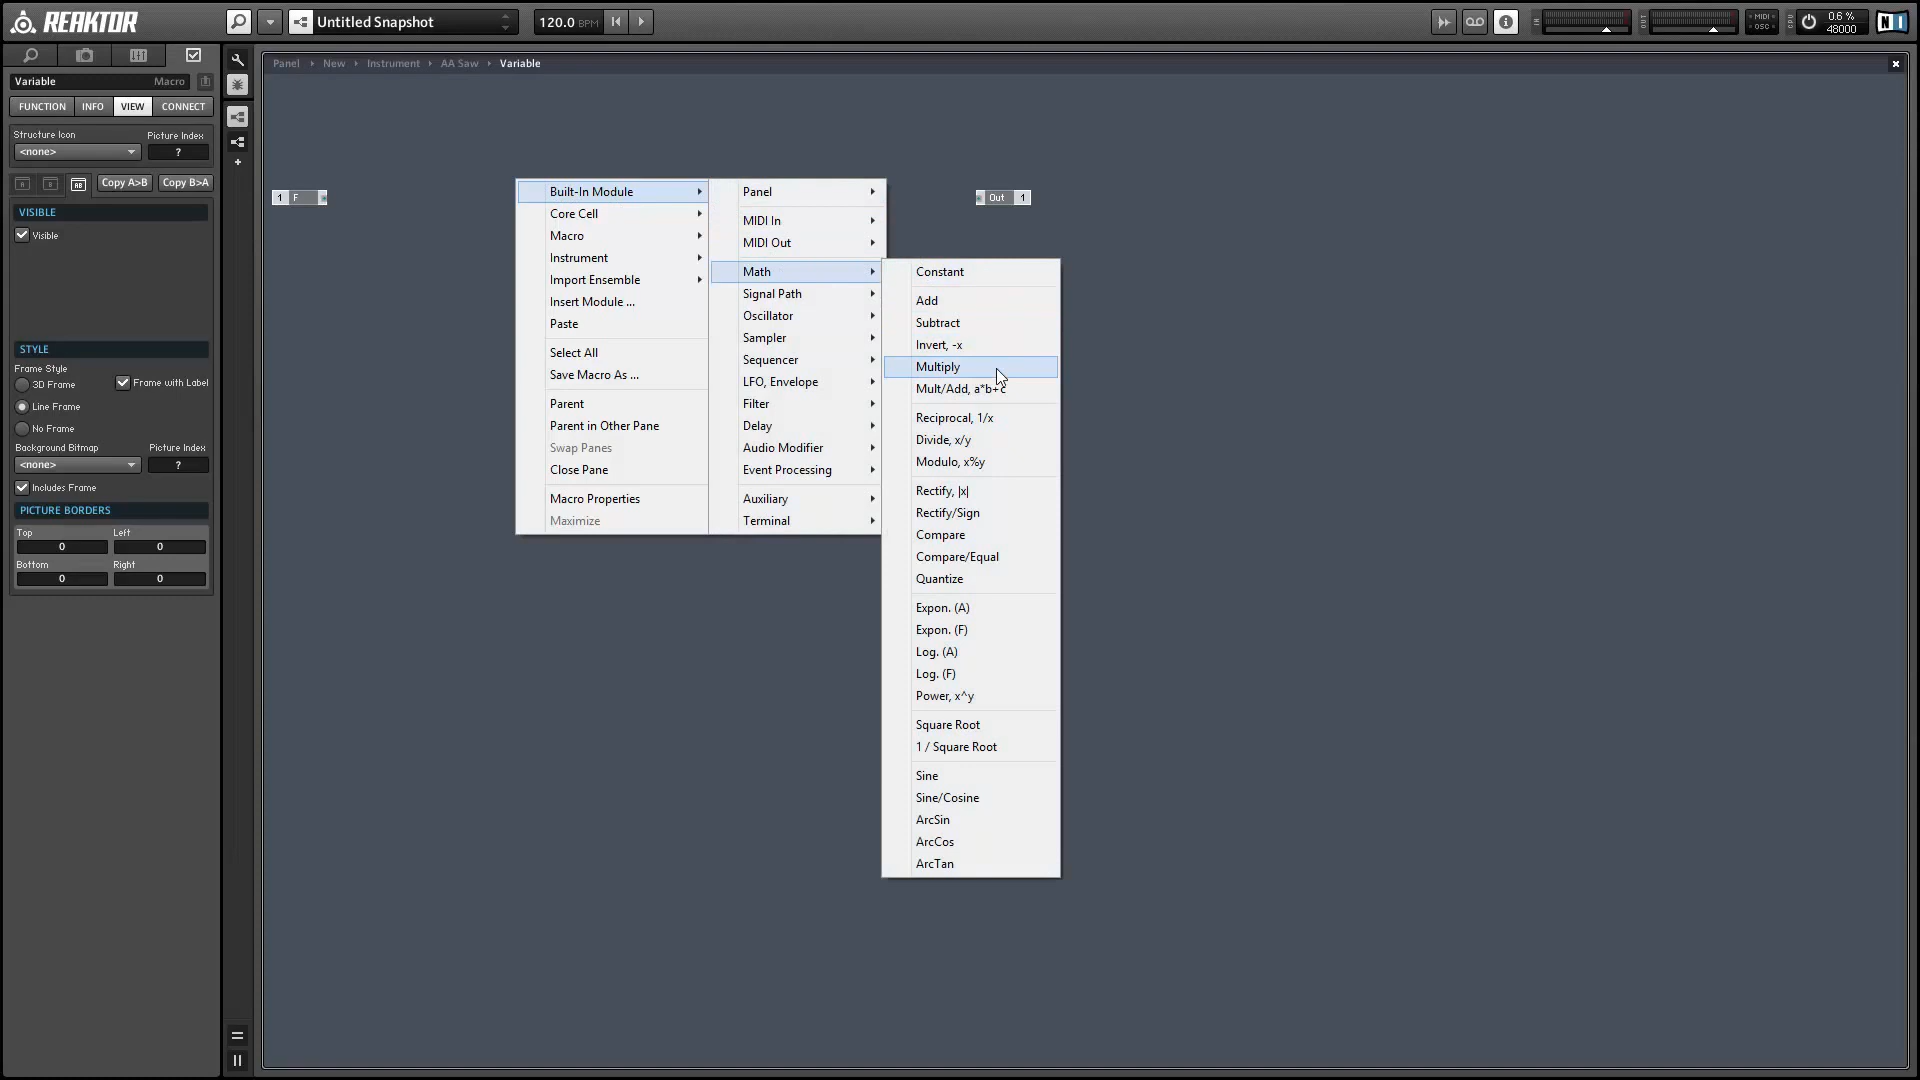 REAKTOR
Untitled Snapshot
120.0 BPM
MIDI
OSC
0.6 %
48000
Variable
Macro
FUNCTION
INFO
VIEW
CONNECT
Structure Icon
Picture Index
<none>
?
Copy A>B
Copy B>A
VISIBLE
Visible
STYLE
Frame Style
3D Frame
Frame with Label
Line Frame
No Frame
Background Bitmap
Picture Index
<none>
?
Includes Frame
PICTURE BORDERS
Top
Left
0
0
Bottom
Right
0
0
Panel
New
Instrument
AA Saw
Variable
1 F
Out 1
Built-In Module
Core Cell
Macro
Instrument
Import Ensemble
Insert Module ...
Paste
Select All
Save Macro As ...
Parent
Parent in Other Pane
Swap Panes
Close Pane
Macro Properties
Maximize
Panel
MIDI In
MIDI Out
Math
Signal Path
Oscillator
Sampler
Sequencer
LFO, Envelope
Filter
Delay
Audio Modifier
Event Processing
Auxiliary
Terminal
Constant
Add
Subtract
Invert, -x
Multiply
Mult/Add, a*b+c
Reciprocal, 1/x
Divide, x/y
Modulo, x%y
Rectify, |x|
Rectify/Sign
Compare
Compare/Equal
Quantize
Expon. (A)
Expon. (F)
Log. (A)
Log. (F)
Power, x^y
Square Root
1 / Square Root
Sine
Sine/Cosine
ArcSin
ArcCos
ArcTan